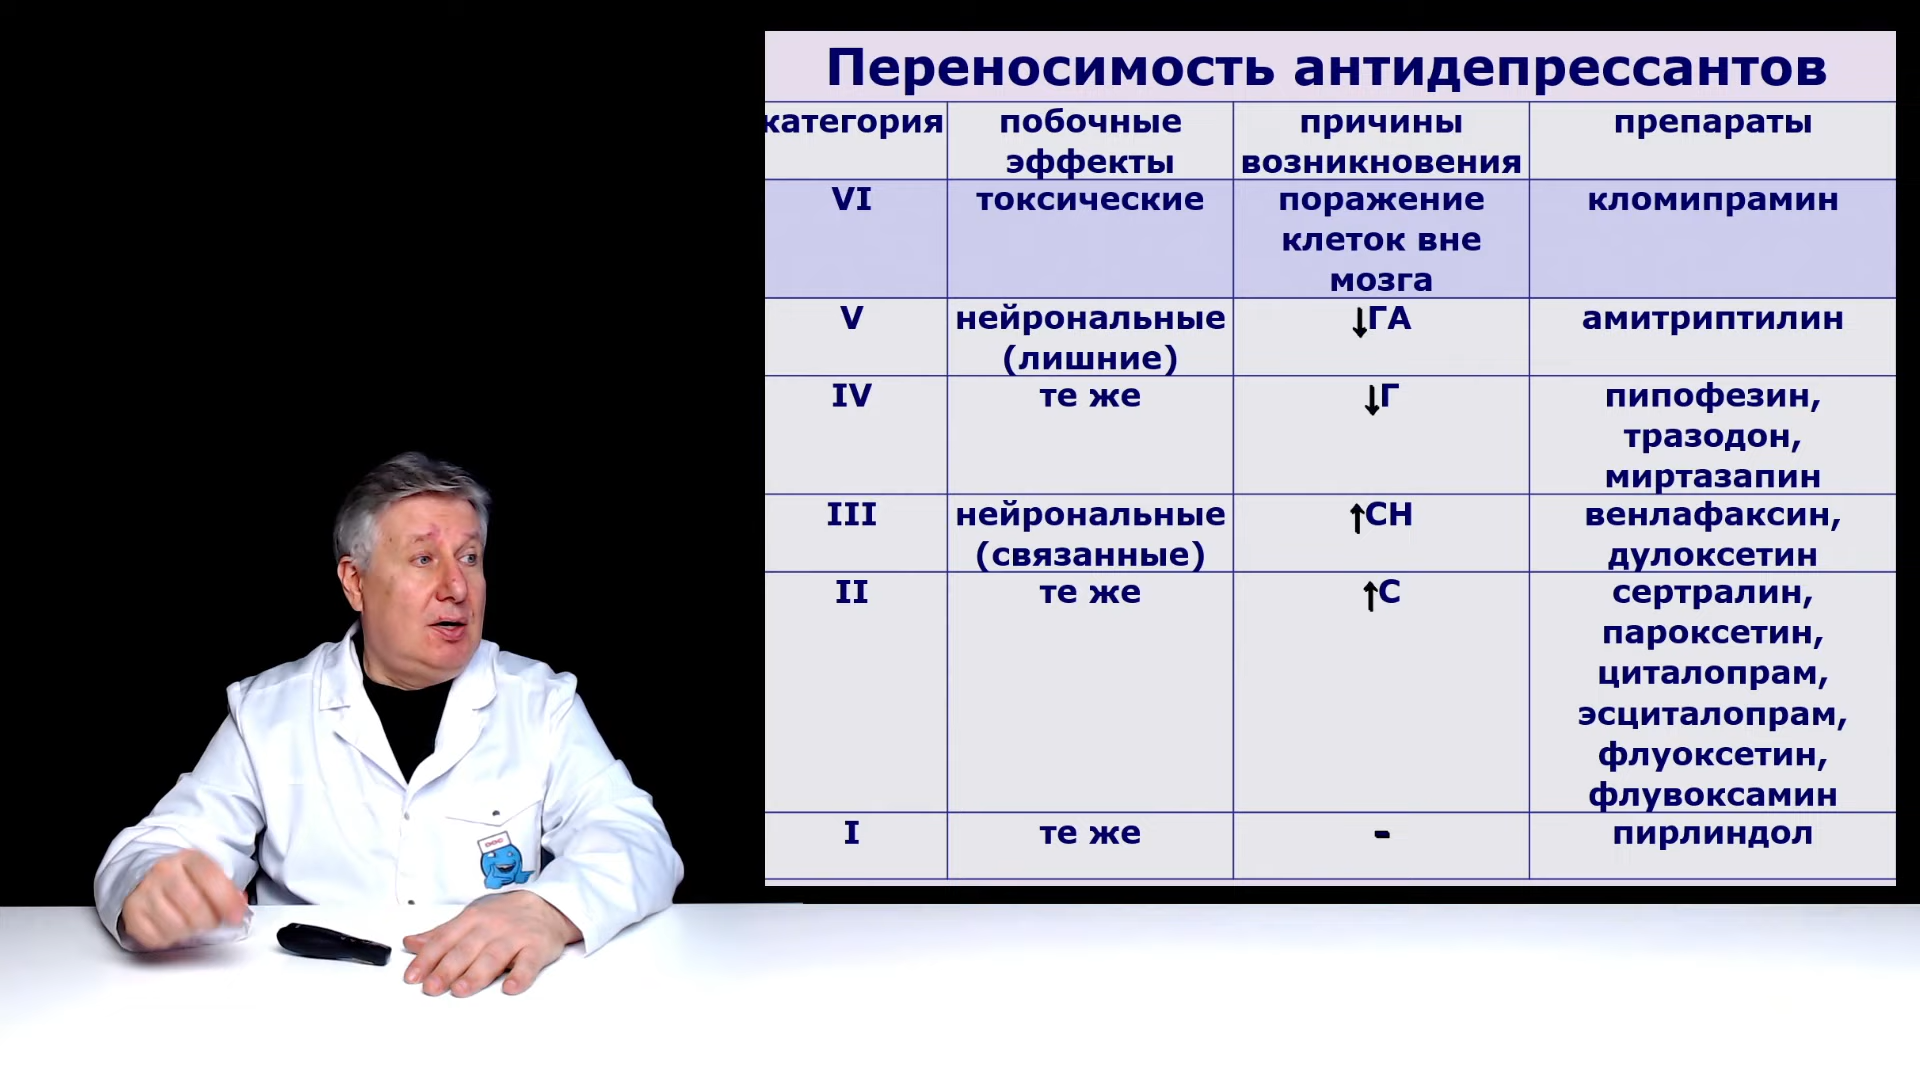 Переносимость антидепрессантов
категория
побочные
эффекты
причины
возникновения
препараты
VI
токсические
поражение
клеток вне
мозга
кломипрамин
V
нейрональные
(лишние)
↓ГА
амитриптилин
IV
те же
↓Г
пипофезин,
тразодон,
миртазапин
III
нейрональные
(связанные)
↑СН
венлафаксин,
дулоксетин
II
те же
↑С
сертралин,
пароксетин,
циталопрам,
эсциталопрам,
флуоксетин,
флувоксамин
I
те же
-
пирлиндол